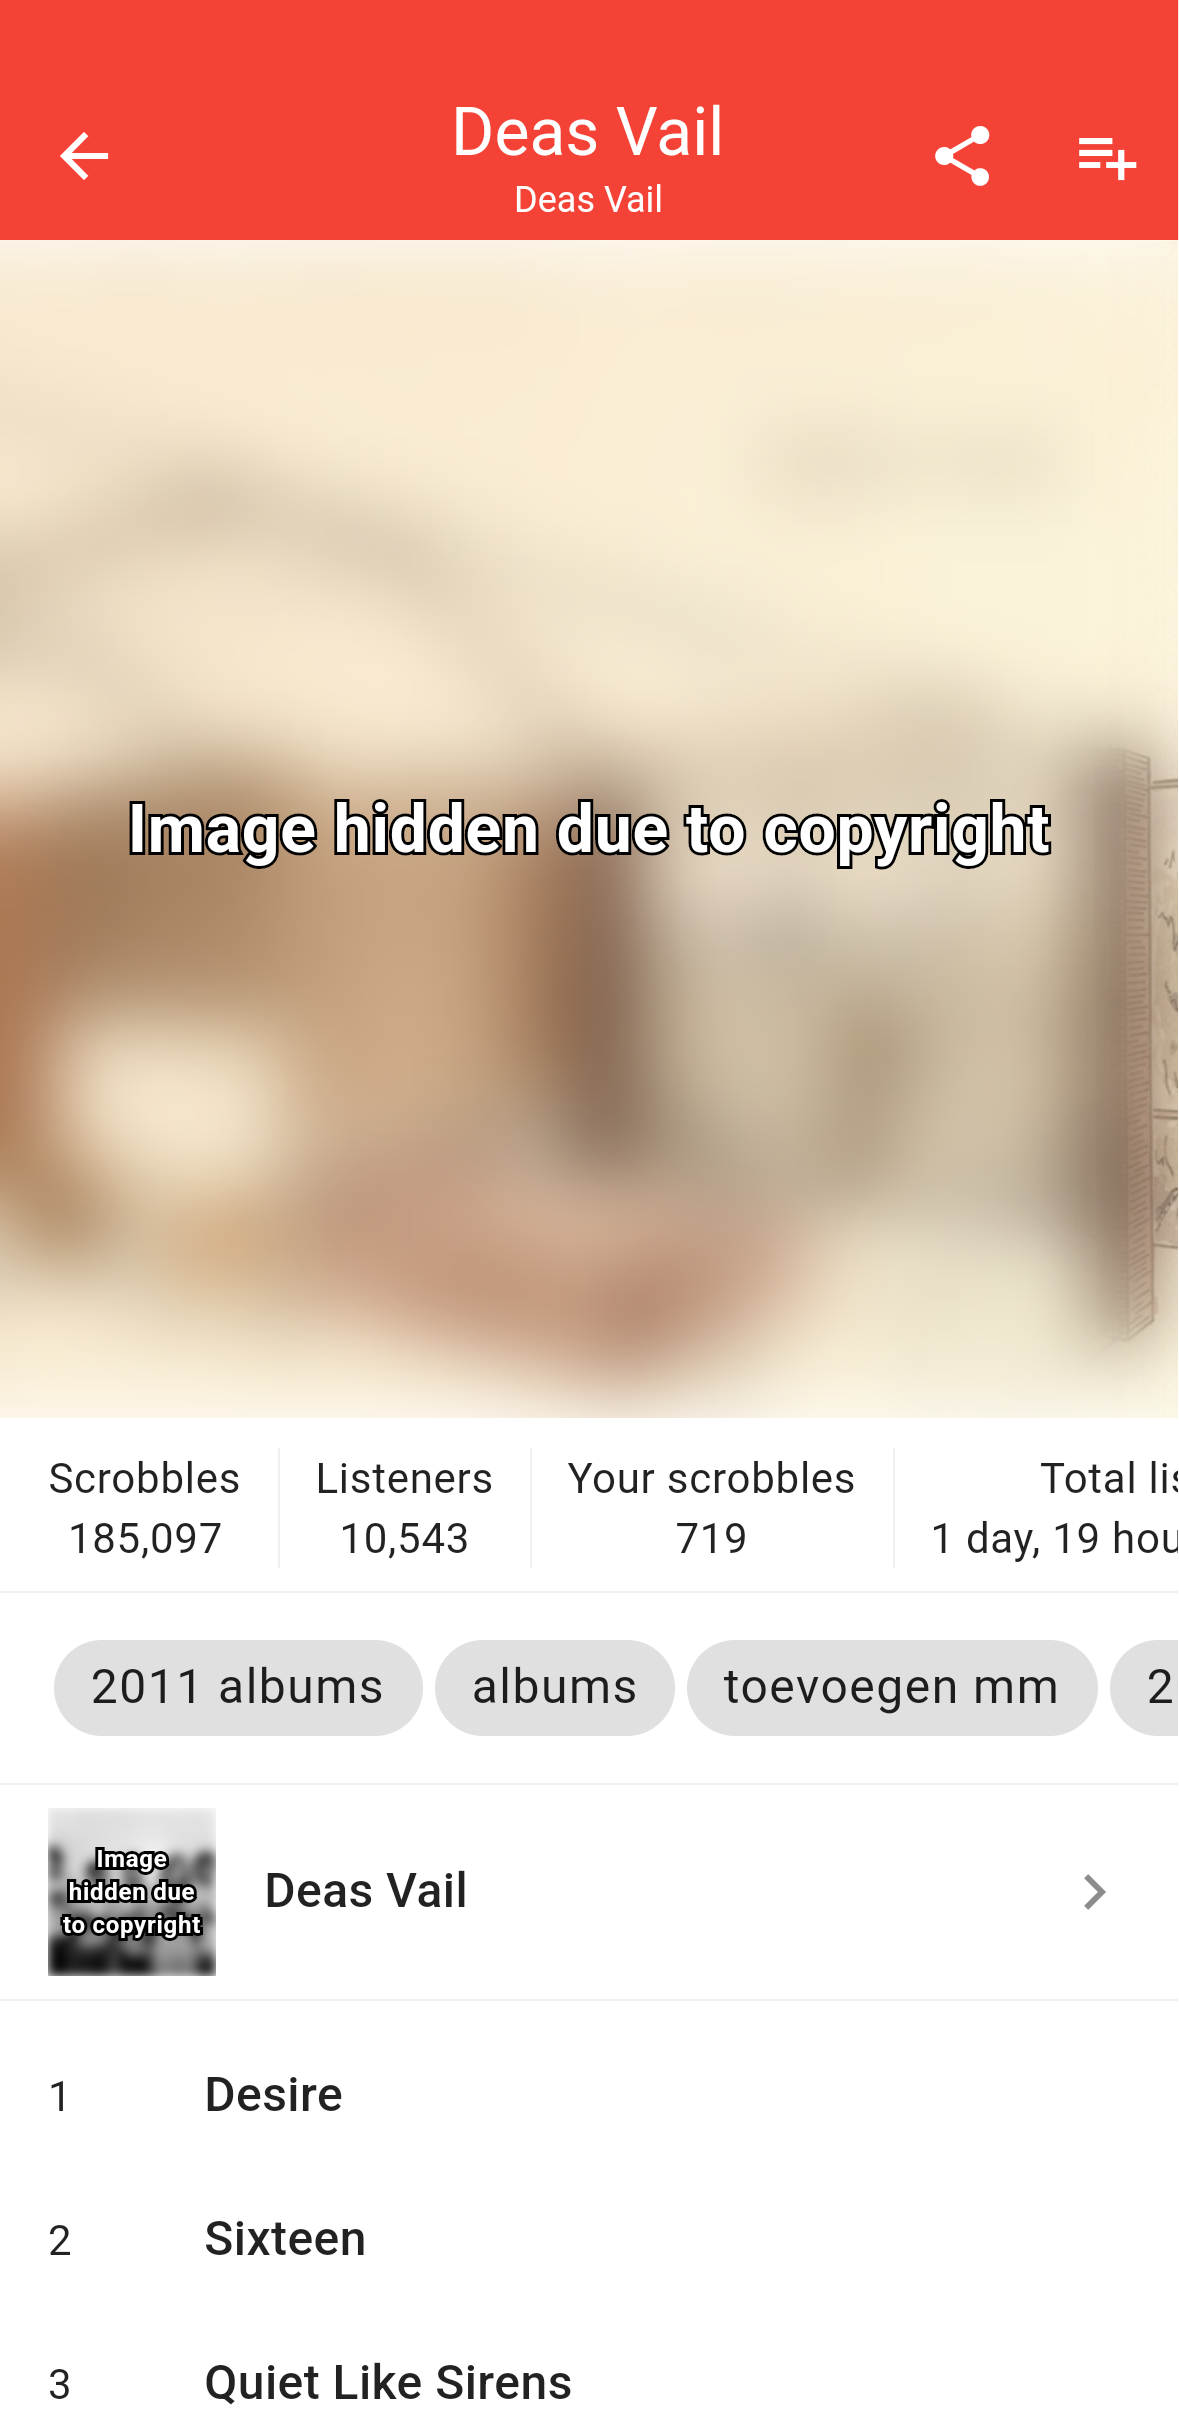 Deas Vail
Deas Vail
Image hidden due to copyright
Scrobbles
185,097
Listeners
10,543
Your scrobbles
719
Total lis
1 day, 19 hou
2011 albums
albums
toevoegen mm
2
Image
hidden due
to copyright
Deas Vail
1 Desire
2 Sixteen
3 Quiet Like Sirens